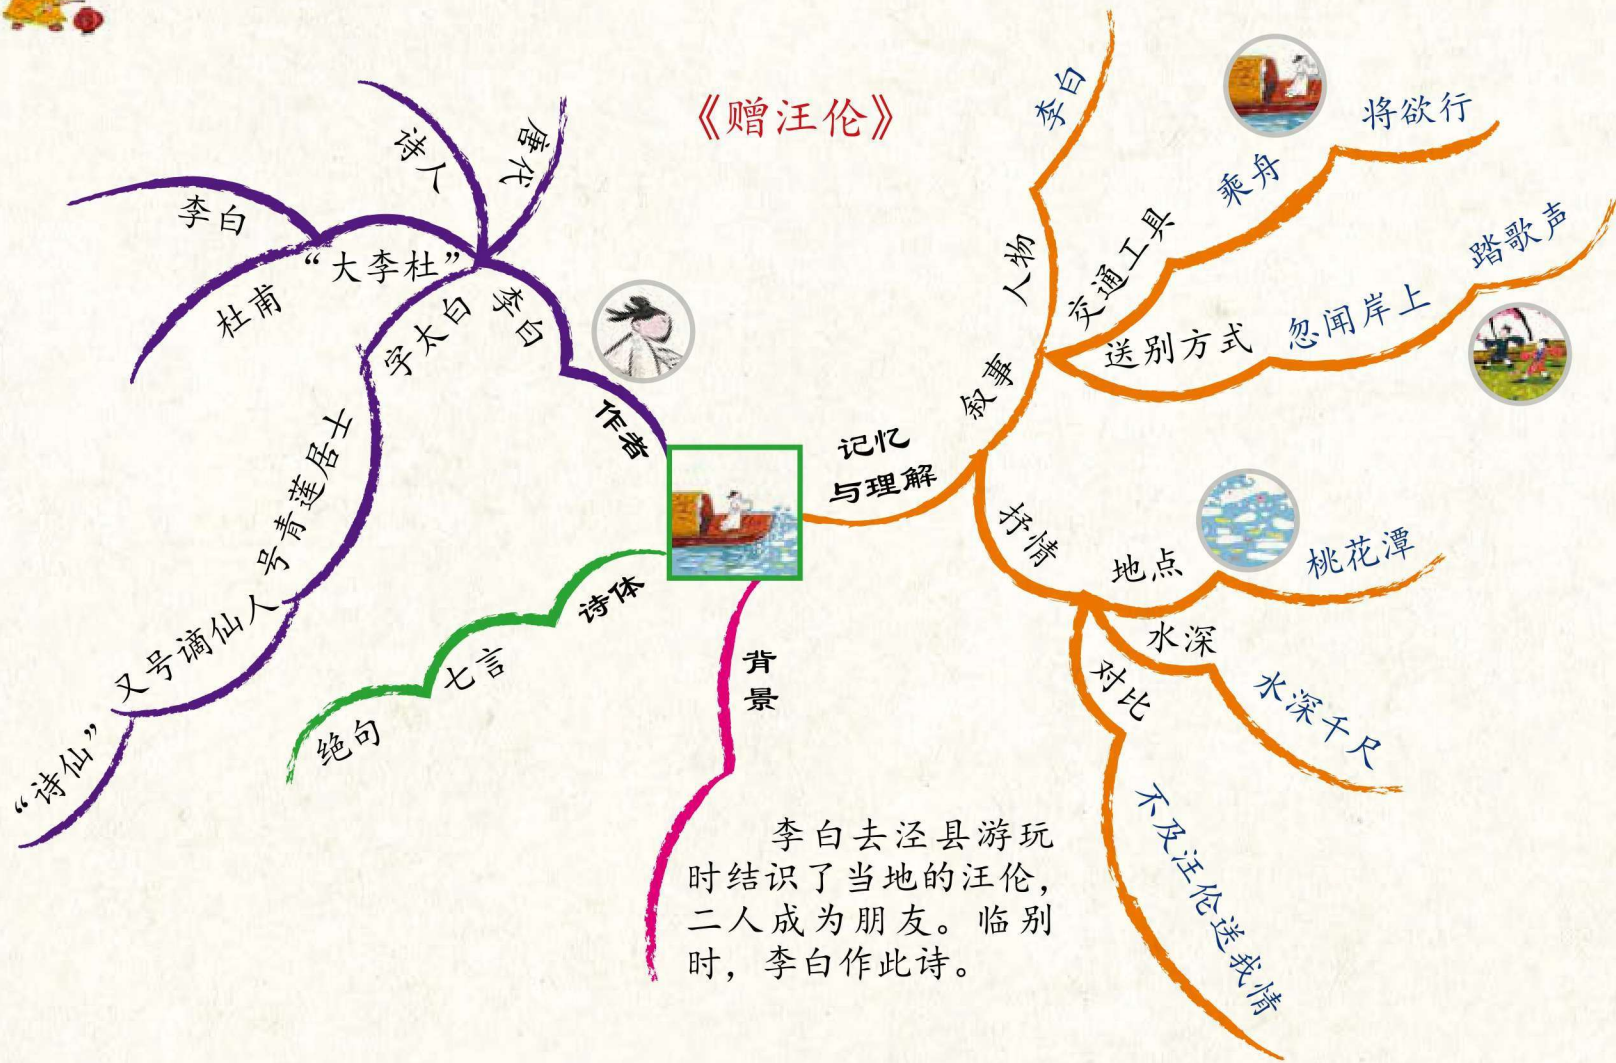 《赠汪伦》
作者
李白
唐代
诗人
“大李杜”
李白
杜甫
字太白
号青莲居士
又号谪仙人
“诗仙”
诗体
七言
绝句
背景
李白去泾县游玩
时结识了当地的汪伦，
二人成为朋友。临别
时，李白作此诗。
记忆
与理解
叙事
人物
李白
交通工具
乘舟
将欲行
送别方式
忽闻岸上
踏歌声
抒情
地点
桃花潭
水深
水深千尺
对比
不及汪伦送我情